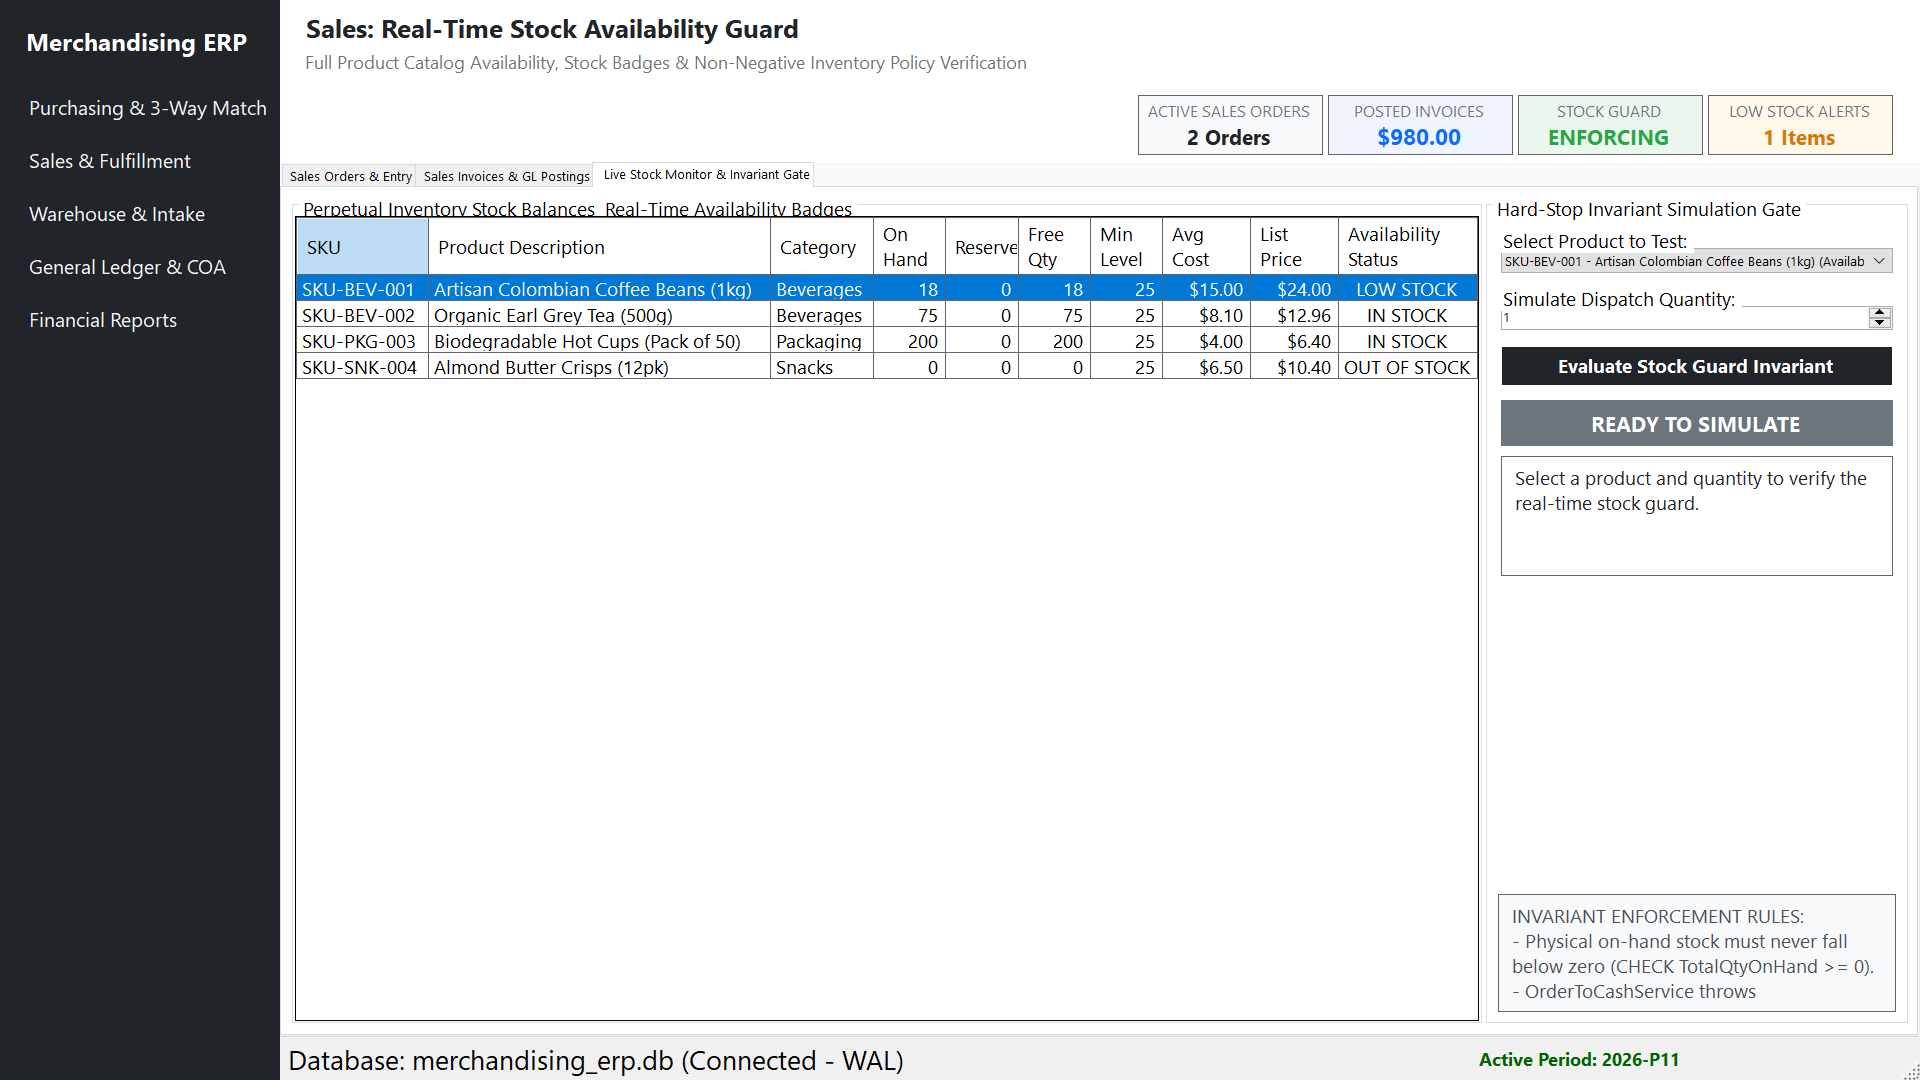 Merchandising ERP
Purchasing & 3-Way Match
Sales & Fulfillment
Warehouse & Intake
General Ledger & COA
Financial Reports
Sales: Real-Time Stock Availability Guard
Full Product Catalog Availability, Stock Badges & Non-Negative Inventory Policy Verification
ACTIVE SALES ORDERS
2 Orders
POSTED INVOICES
$980.00
STOCK GUARD
ENFORCING
LOW STOCK ALERTS
1 Items
Sales Orders & Entry
Sales Invoices & GL Postings
Live Stock Monitor & Invariant Gate
Perpetual Inventory Stock Balances  Real-Time Availability Badges
SKU Product Description Category On Hand Reserve Free Qty Min Level Avg Cost List Price Availability Status
SKU-BEV-001 Artisan Colombian Coffee Beans (1kg) Beverages 18 0 18 25 $15.00 $24.00 LOW STOCK
SKU-BEV-002 Organic Earl Grey Tea (500g) Beverages 75 0 75 25 $8.10 $12.96 IN STOCK
SKU-PKG-003 Biodegradable Hot Cups (Pack of 50) Packaging 200 0 200 25 $4.00 $6.40 IN STOCK
SKU-SNK-004 Almond Butter Crisps (12pk) Snacks 0 0 0 25 $6.50 $10.40 OUT OF STOCK
Hard-Stop Invariant Simulation Gate
Select Product to Test:
SKU-BEV-001 - Artisan Colombian Coffee Beans (1kg) (Availab
Simulate Dispatch Quantity:
1
Evaluate Stock Guard Invariant
READY TO SIMULATE
Select a product and quantity to verify the
real-time stock guard.
INVARIANT ENFORCEMENT RULES:
- Physical on-hand stock must never fall
below zero (CHECK TotalQtyOnHand >= 0).
- OrderToCashService throws
Database: merchandising_erp.db (Connected - WAL)
Active Period: 2026-P11